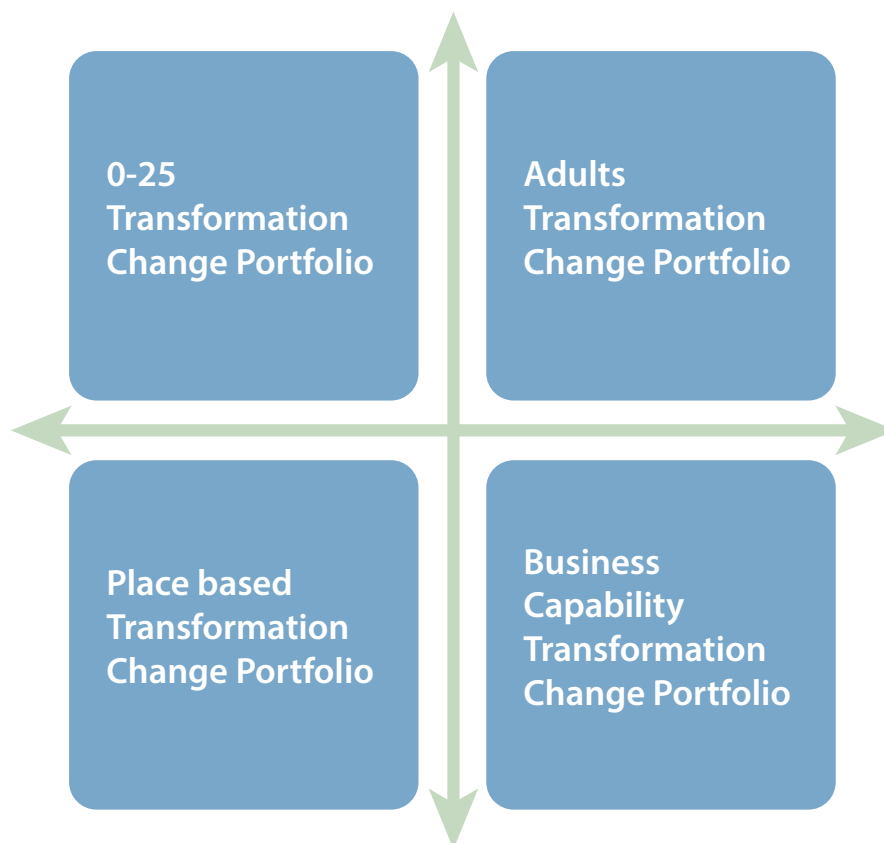 0-25
Transformation
Change Portfolio
Adults
Transformation
Change Portfolio
Place based
Transformation
Change Portfolio
Business
Capability
Transformation
Change Portfolio